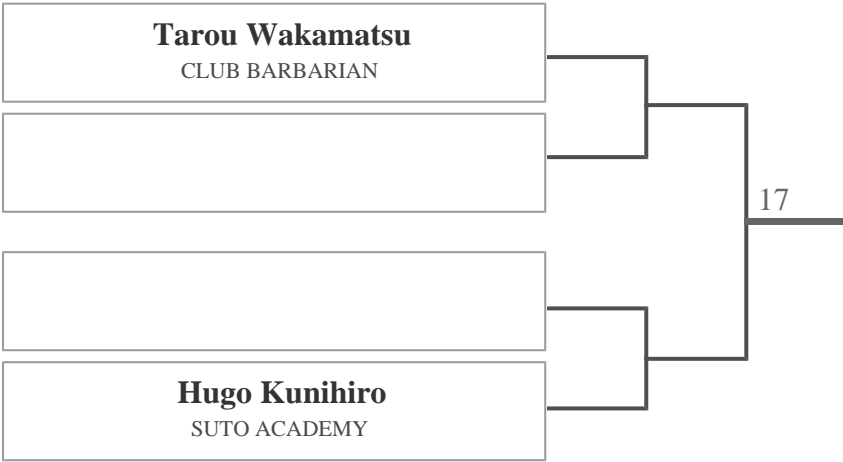 Tarou Wakamatsu
CLUB BARBARIAN
17
Hugo Kunihiro
SUTO ACADEMY